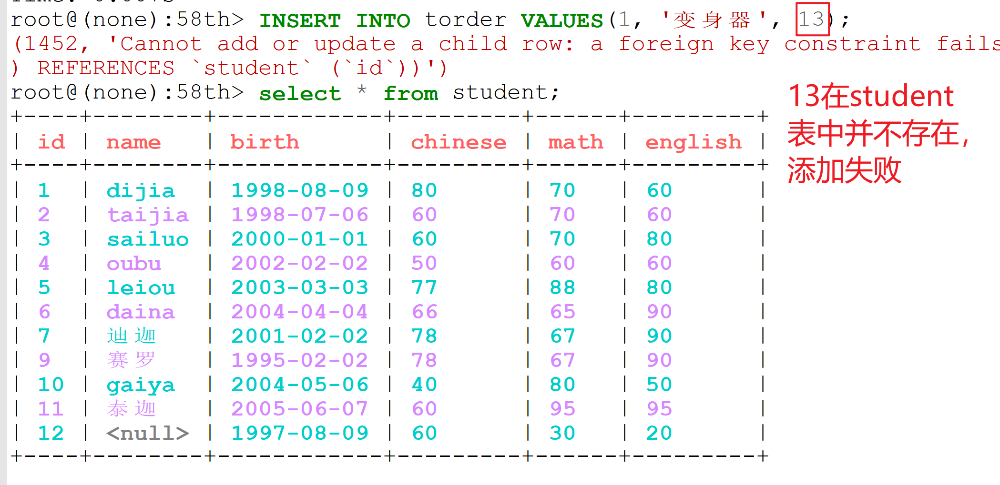 Time: 0.007s
root@(none):58th> INSERT INTO torder VALUES(1, '变身器', 13);
(1452, 'Cannot add or update a child row: a foreign key constraint fails
) REFERENCES `student` (`id`))')
root@(none):58th> select * from student;
+----+--------+------------+---------+------+---------+
| id | name | birth | chinese | math | english |
+----+--------+------------+---------+------+---------+
| 1 | dijia | 1998-08-09 | 80 | 70 | 60 |
| 2 | taijia | 1998-07-06 | 60 | 70 | 60 |
| 3 | sailuo | 2000-01-01 | 60 | 70 | 80 |
| 4 | oubu | 2002-02-02 | 50 | 60 | 60 |
| 5 | leiou | 2003-03-03 | 77 | 88 | 80 |
| 6 | daina | 2004-04-04 | 66 | 65 | 90 |
| 7 | 迪迦 | 2001-02-02 | 78 | 67 | 90 |
| 9 | 赛罗 | 1995-02-02 | 78 | 67 | 90 |
| 10 | gaiya | 2004-05-06 | 40 | 80 | 50 |
| 11 | 泰迦 | 2005-06-07 | 60 | 95 | 95 |
| 12 | <null> | 1997-08-09 | 60 | 30 | 20 |
+----+--------+------------+---------+------+---------+
13在student
表中并不存在，
添加失败